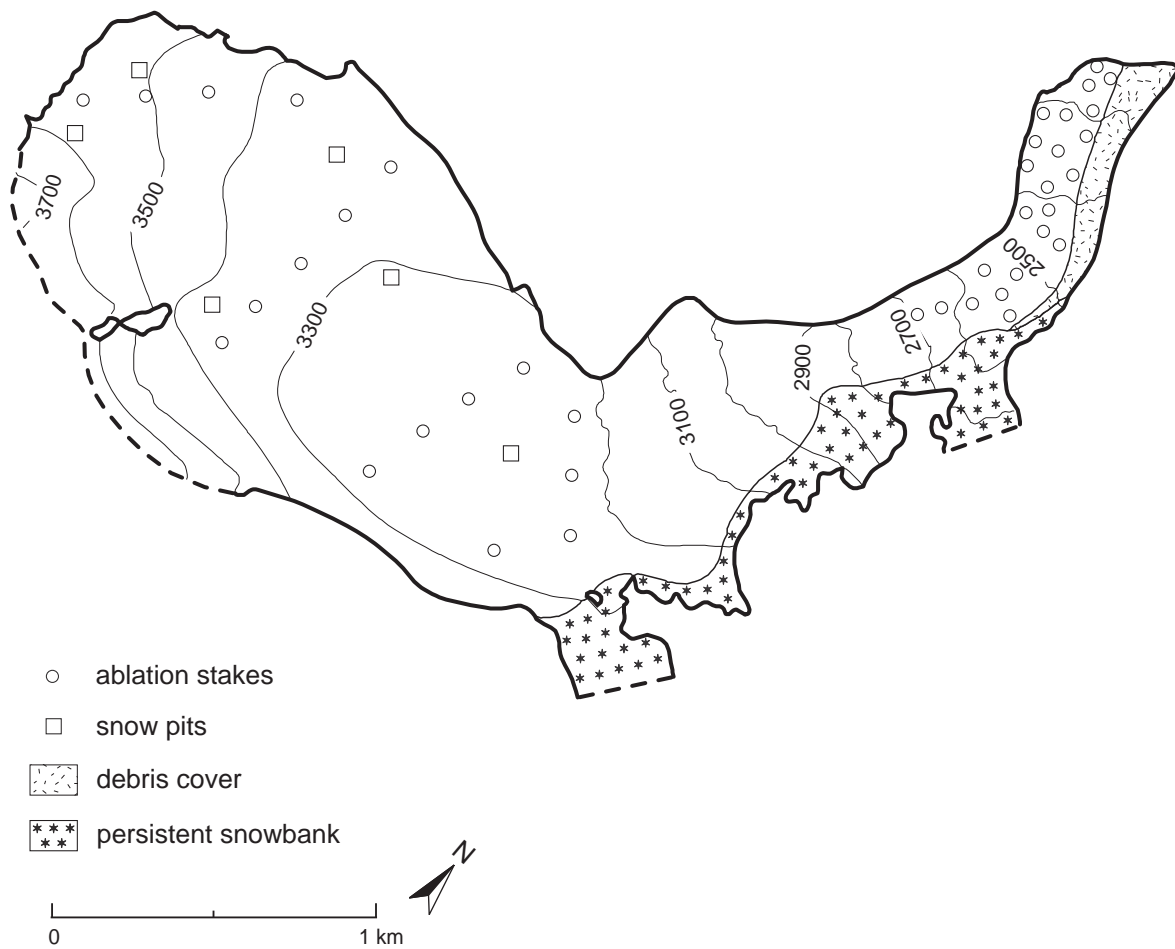 3700
3500
3300
3100
2900
2700
2500
ablation stakes
snow pits
debris cover
persistent snowbank
N
0
1 km